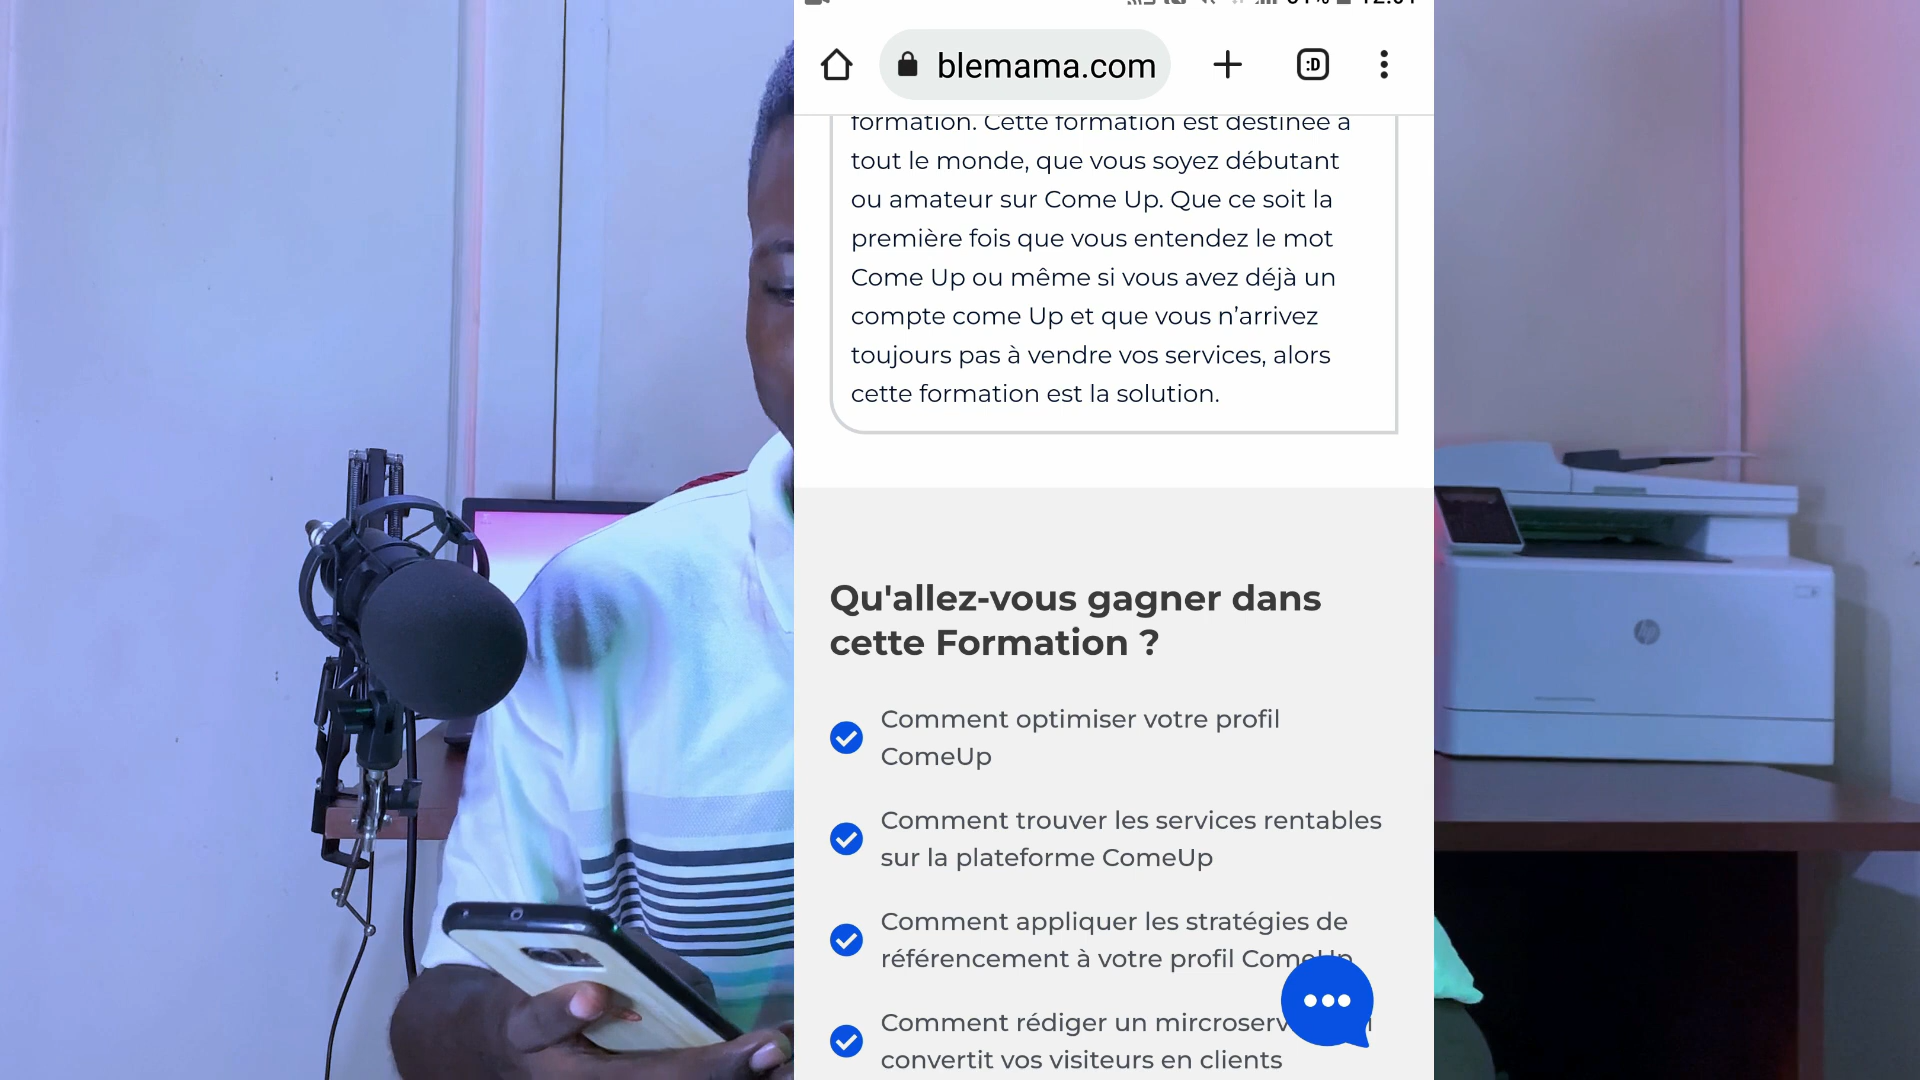 blemama.com
:D
formation. Cette formation est destinée à
tout le monde, que vous soyez débutant
ou amateur sur Come Up. Que ce soit la
première fois que vous entendez le mot
Come Up ou même si vous avez déjà un
compte come Up et que vous n’arrivez
toujours pas à vendre vos services, alors
cette formation est la solution.
Qu'allez-vous gagner dans
cette Formation ?
Comment optimiser votre profil
ComeUp
Comment trouver les services rentables
sur la plateforme ComeUp
Comment appliquer les stratégies de
référencement à votre profil ComeUp
Comment rédiger un
convertit vos visiteurs en clients
hp